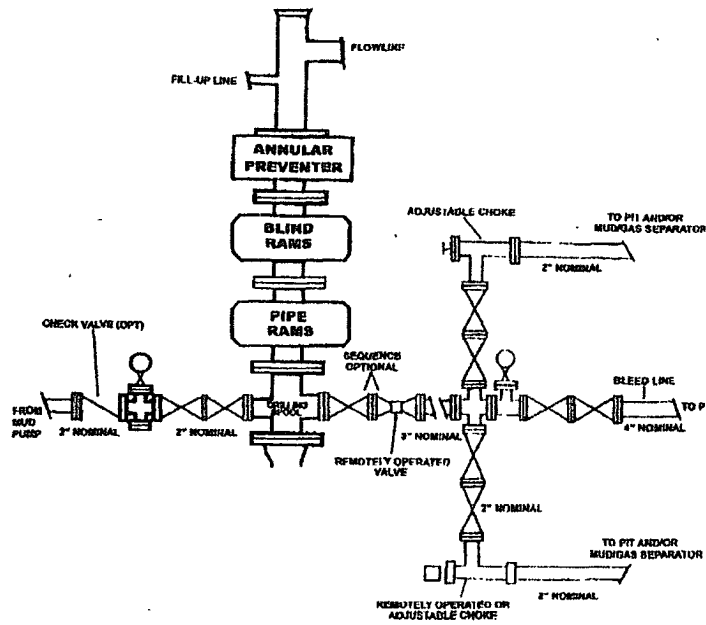 FLOWLINE
FILL-UP LINE
ANNULAR
PREVENTER
BLIND
RAMS
ADJUSTABLE CHOKE
TO PIT AND/OR
MUD/GAS SEPARATOR
2" NOMINAL
PIPE
RAMS
CHECK VALVE (OPT)
SEQUENCE
OPTIONAL
BLEED LINE
FROM
MUD
PUMP
2" NOMINAL
2" NOMINAL
DRILLING
SPOOL
3" NOMINAL
4" NOMINAL
TO P
REMOTELY OPERATED
VALVE
2" NOMINAL
TO PIT AND/OR
MUD/GAS SEPARATOR
2" NOMINAL
REMOTELY OPERATED OR
ADJUSTABLE CHOKE